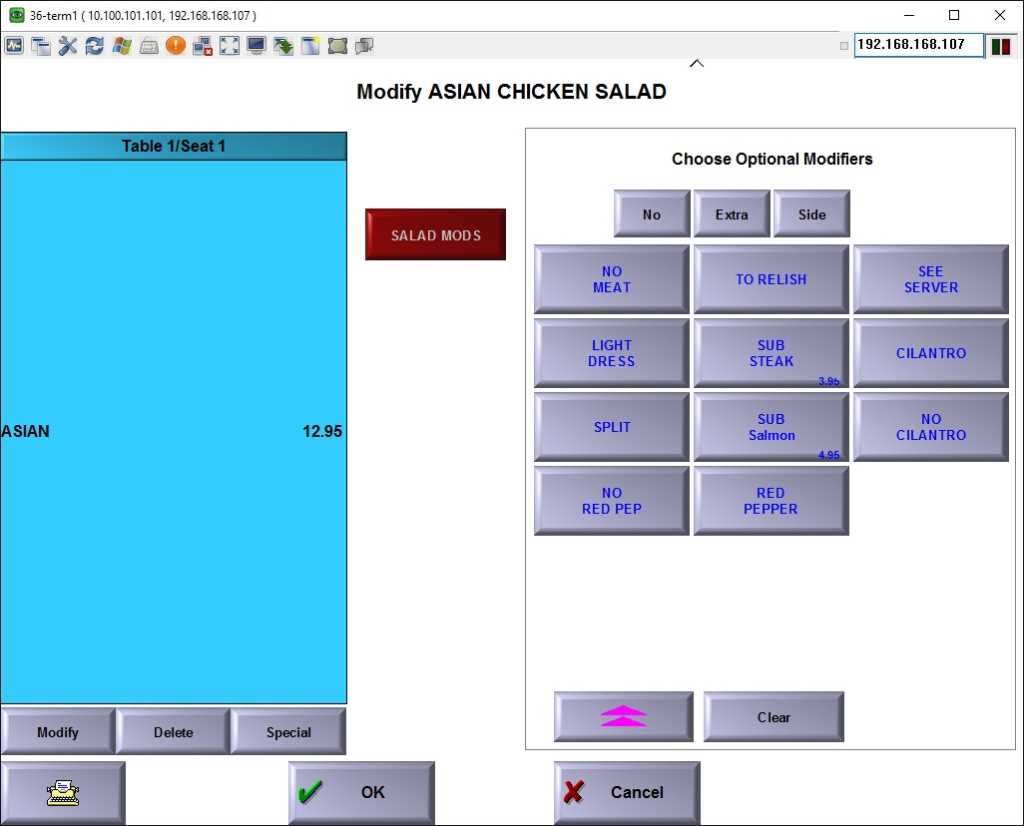 36-term1 ( 10.100.101.101, 192.168.168.107 )
192.168.168.107
Modify ASIAN CHICKEN SALAD
Table 1/Seat 1
ASIAN 12.95
SALAD MODS
Choose Optional Modifiers
No Extra Side
NO
MEAT
TO RELISH
SEE
SERVER
LIGHT
DRESS
SUB
STEAK
3.95
CILANTRO
SPLIT
SUB
Salmon
4.95
NO
CILANTRO
NO
RED PEP
RED
PEPPER
Clear
Modify Delete Special
OK
Cancel